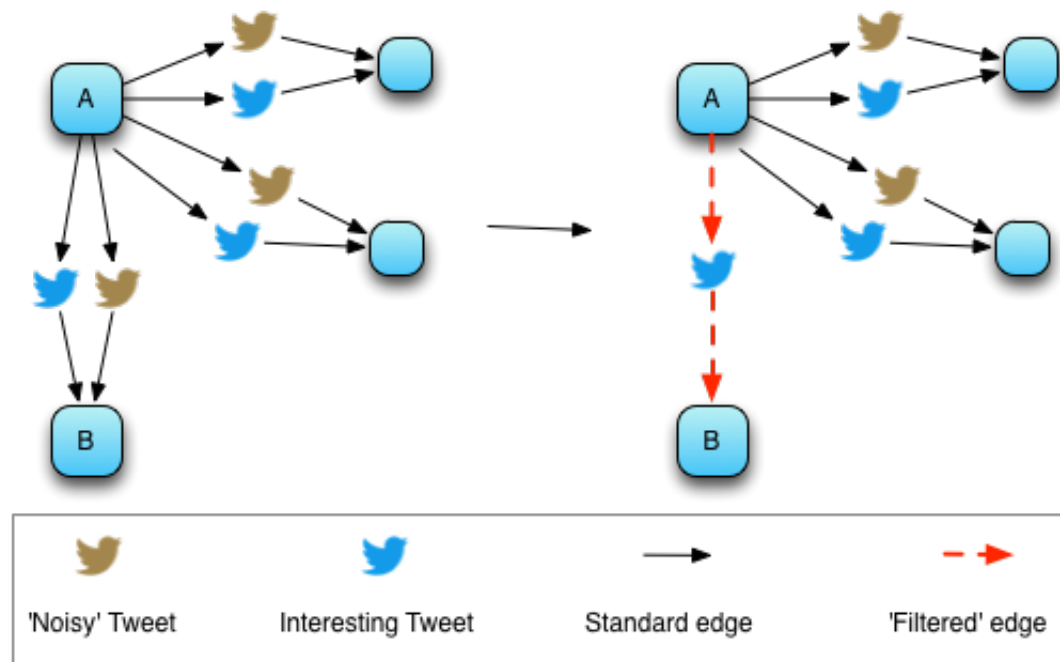 A
A
B
B
'Noisy' Tweet
Interesting Tweet
Standard edge
'Filtered' edge